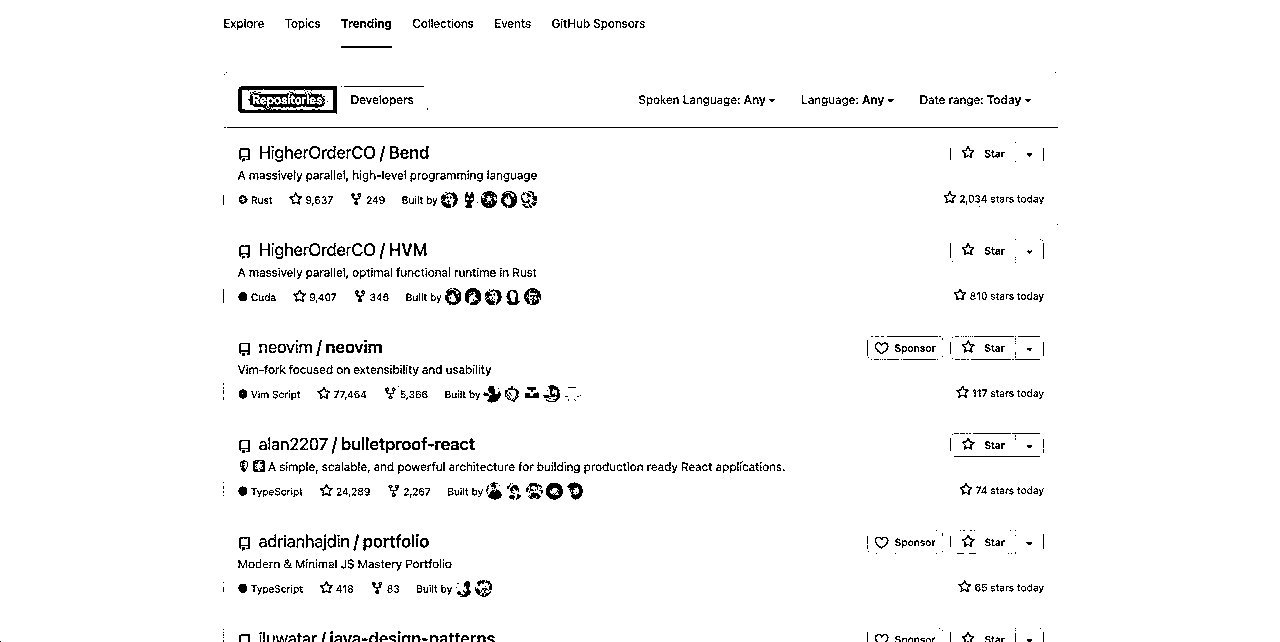 Explore Topics Trending Collections Events GitHub Sponsors
Repositories Developers Spoken Language: Any Language: Any Date range: Today
HigherOrderCO / Bend Star
A massively parallel, high-level programming language
Rust 9,637 249 Built by 2,034 stars today
HigherOrderCO / HVM Star
A massively parallel, optimal functional runtime in Rust
Cuda 9,407 346 Built by 810 stars today
neovim / neovim Sponsor Star
Vim-fork focused on extensibility and usability
Vim Script 77,464 5,366 Built by 117 stars today
alan2207 / bulletproof-react Star
A simple, scalable, and powerful architecture for building production ready React applications.
TypeScript 24,289 2,267 Built by 74 stars today
adrianhajdin / portfolio Sponsor Star
Modern & Minimal JS Mastery Portfolio
TypeScript 418 83 Built by 65 stars today
iluwatar / java-design-patterns Sponsor Star